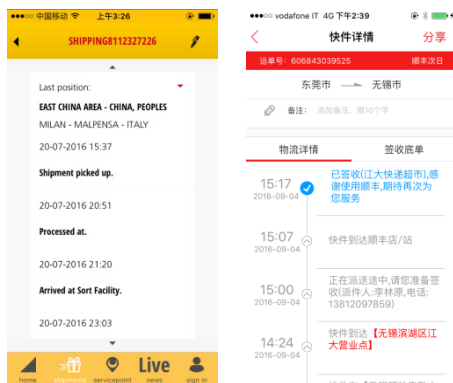 中国移动 上午3:26
SHIPPING8112327226
Last position:
EAST CHINA AREA - CHINA, PEOPLES
MILAN - MALPENSA - ITALY
20-07-2016 15:37
Shipment picked up.
20-07-2016 20:51
Processed at.
20-07-2016 21:20
Arrived at Sort Facility.
20-07-2016 23:03
home shipments servicepoint Live news sign in
vodafone IT 4G 下午2:39
快件详情 分享
运单号: 606843039525 顺丰次日
东莞市 无锡市
备注: 添加备注, 限10个字
物流详情 签收底单
15:17
2016-09-04
已签收(江大快递超市),感
谢使用顺丰,期待再次为
您服务
15:07
2016-09-04
快件到达顺丰店/站
15:00
2016-09-04
正在派送途中,请您准备签
收(派件人:李林原,电话:
13812097859)
14:24
2016-09-04
快件到达【无锡滨湖区江
大营业点】